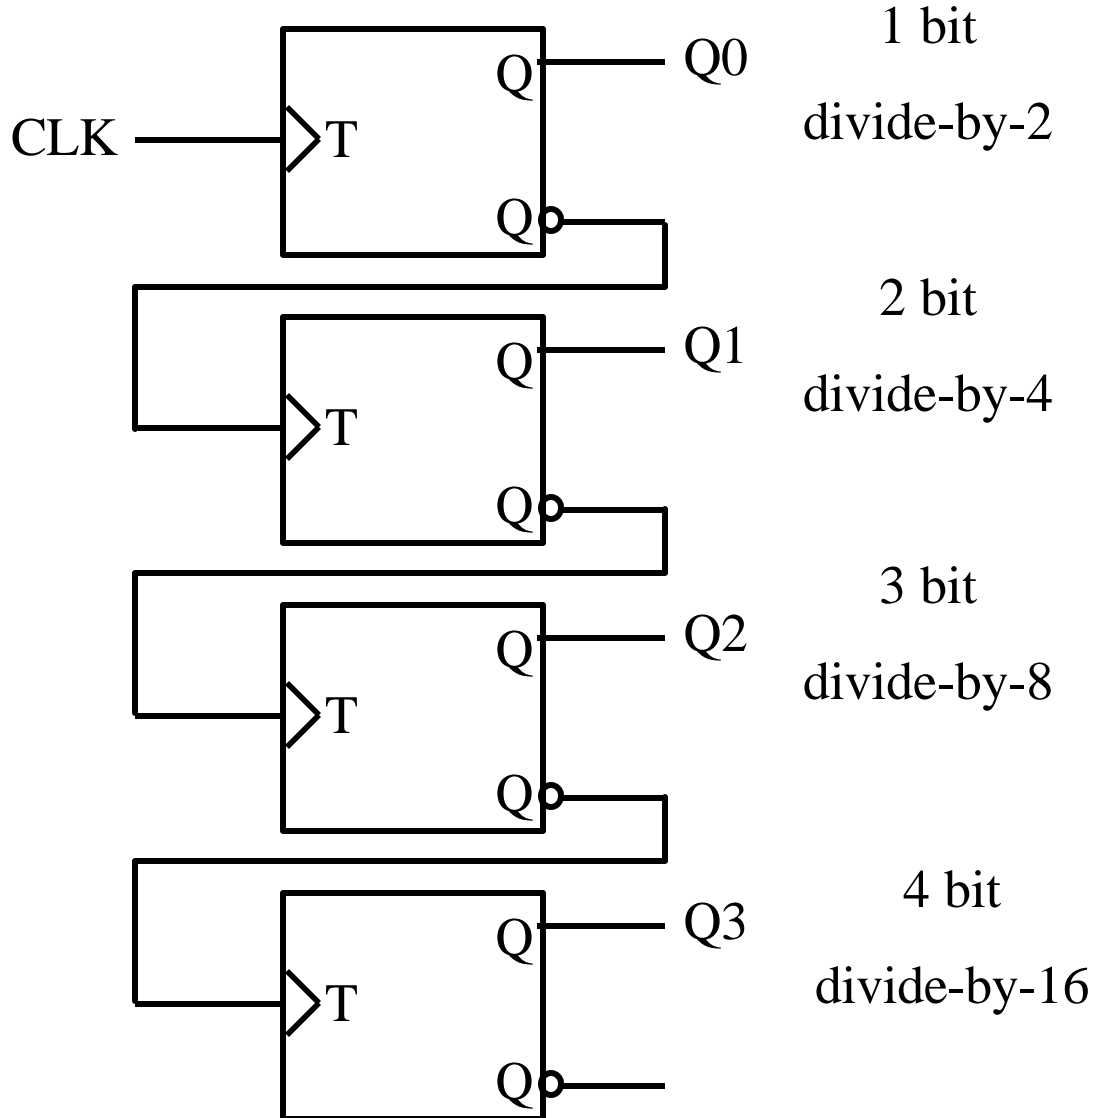 1 bit
Q
Q0
divide-by-2
CLK
T
Q
2 bit
Q
Q1
divide-by-4
T
Q
3 bit
Q
Q2
divide-by-8
T
Q
4 bit
Q
Q3
divide-by-16
T
Q